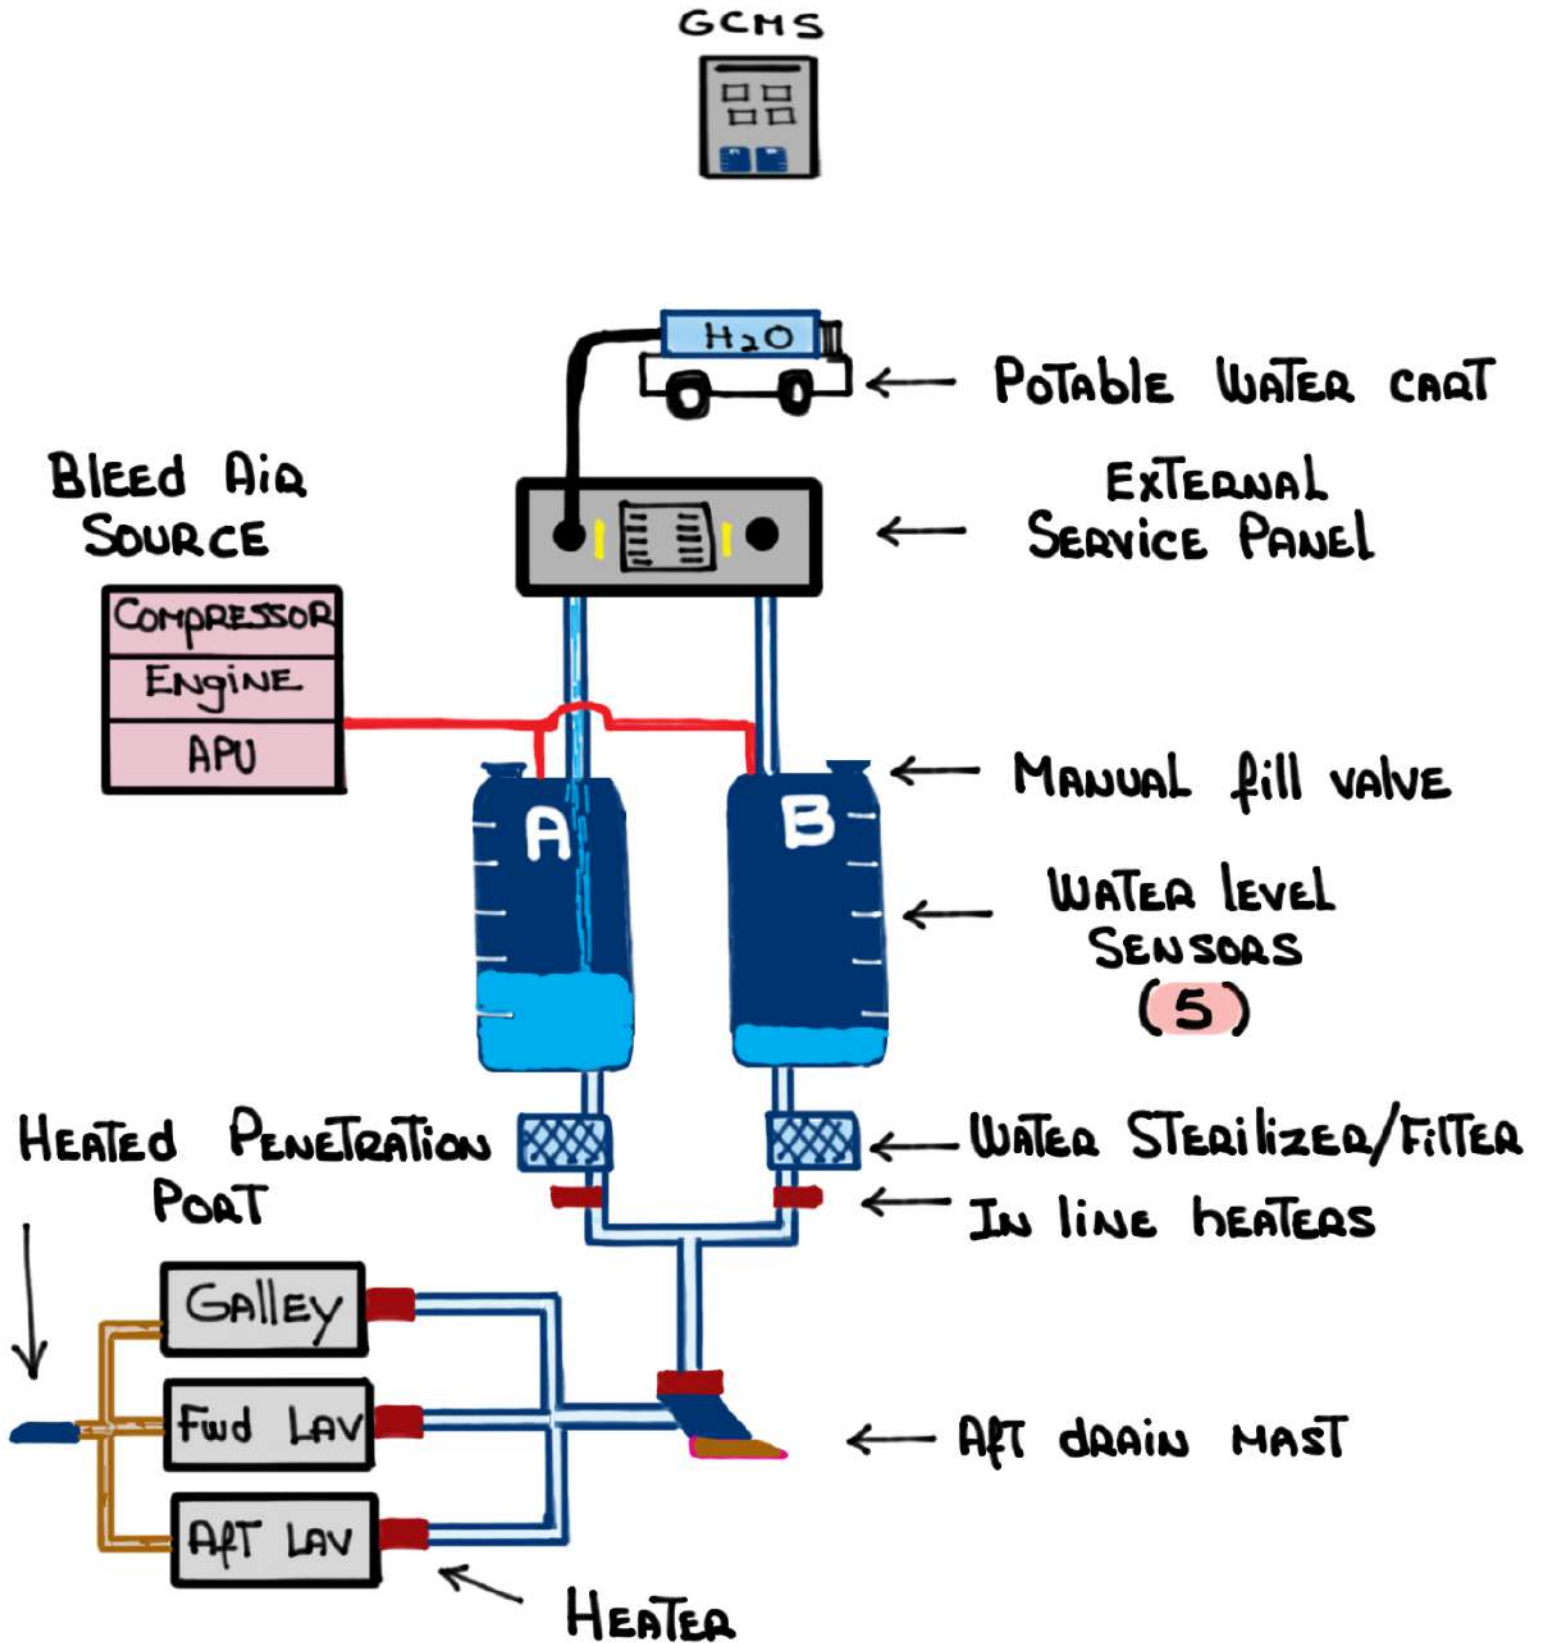 GCMS
H2O
Potable Water cart
External
Service Panel
Bleed Air
Source
Compressor
Engine
APU
Manual fill valve
A
B
Water level
Sensors
(5)
Heated Penetration
Port
Water Sterilizer/Filter
In line heaters
Galley
Fwd Lav
Aft Lav
Aft drain mast
Heater